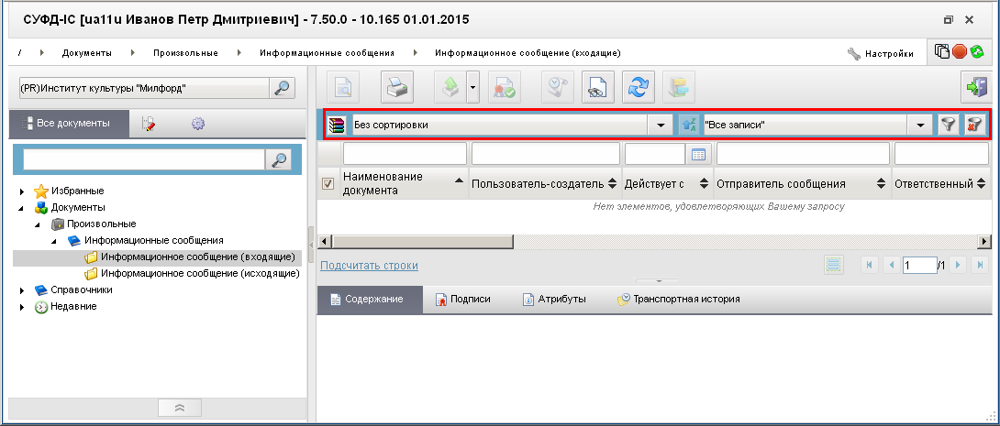 СУФД-IC [ua11u Иванов Петр Дмитриевич] - 7.50.0 - 10.165 01.01.2015
/ Документы Произвольные Информационные сообщения Информационное сообщение (входящие) Настройки
(PR)Институт культуры "Милфорд"
Все документы
Без сортировки "Все записи"
Наименование документа Пользователь-создатель Действует с Отправитель сообщения Ответственный
Нет элементов, удовлетворяющих Вашему запросу
Избранные
Документы
Произвольные
Информационные сообщения
Информационное сообщение (входящие)
Информационное сообщение (исходящие)
Справочники
Недавние
Подсчитать строки 1 /1
Содержание Подписи Атрибуты Транспортная история